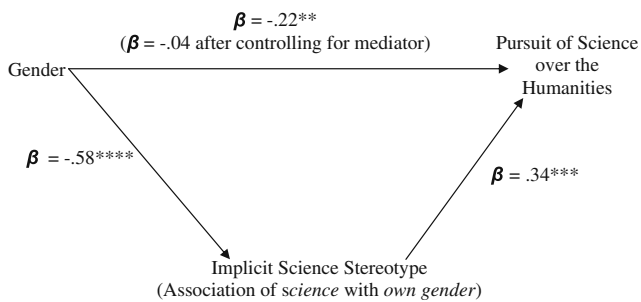 β = -.22**
(β = -.04 after controlling for mediator)
Pursuit of Science
over the
Humanities
Gender
β = -.58****
β = .34***
Implicit Science Stereotype
(Association of science with own gender)